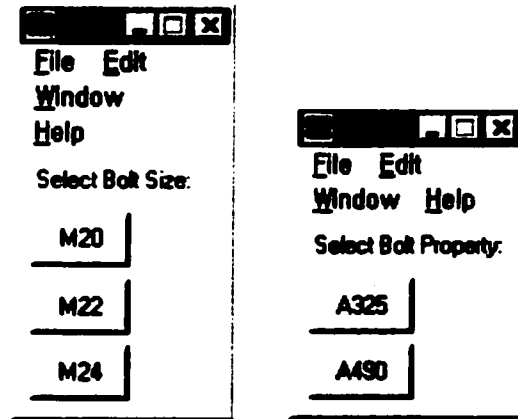 File Edit
Window
Help
Select Bolt Size:
M20
M22
M24
File Edit
Window Help
Select Bolt Property:
A325
A490